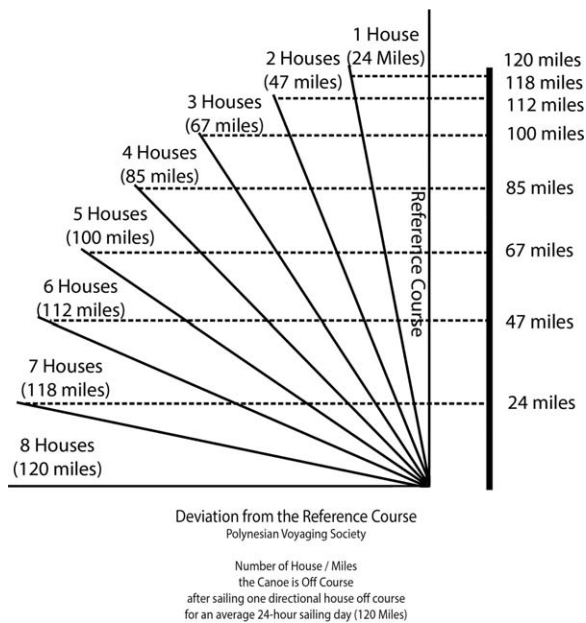 1 House
(24 Miles)
2 Houses
(47 miles)
3 Houses
(67 miles)
4 Houses
(85 miles)
5 Houses
(100 miles)
6 Houses
(112 miles)
7 Houses
(118 miles)
8 Houses
(120 miles)
Reference Course
120 miles
118 miles
112 miles
100 miles
85 miles
67 miles
47 miles
24 miles
Deviation from the Reference Course
Polynesian Voyaging Society
Number of House / Miles
the Canoe is Off Course
after sailing one directional house off course
for an average 24-hour sailing day (120 Miles)